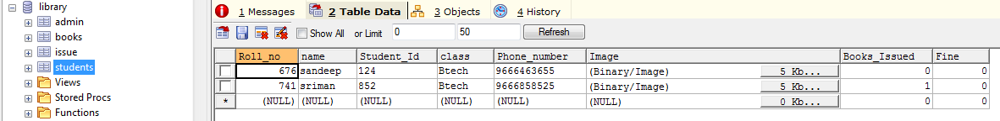 library
admin
books
issue
students
Views
Stored Procs
Functions
1 Messages 2 Table Data 3 Objects 4 History
Show All or Limit 0 50 Refresh
Roll_no name Student_Id class Phone_number Image Books_Issued Fine
676 sandeep 124 Btech 9666463655 (Binary/Image) 5 Kb... 0 0
741 sriman 852 Btech 9666858525 (Binary/Image) 5 Kb... 1 0
* (NULL) (NULL) (NULL) (NULL) (NULL) (NULL) 0 Kb... 0 0